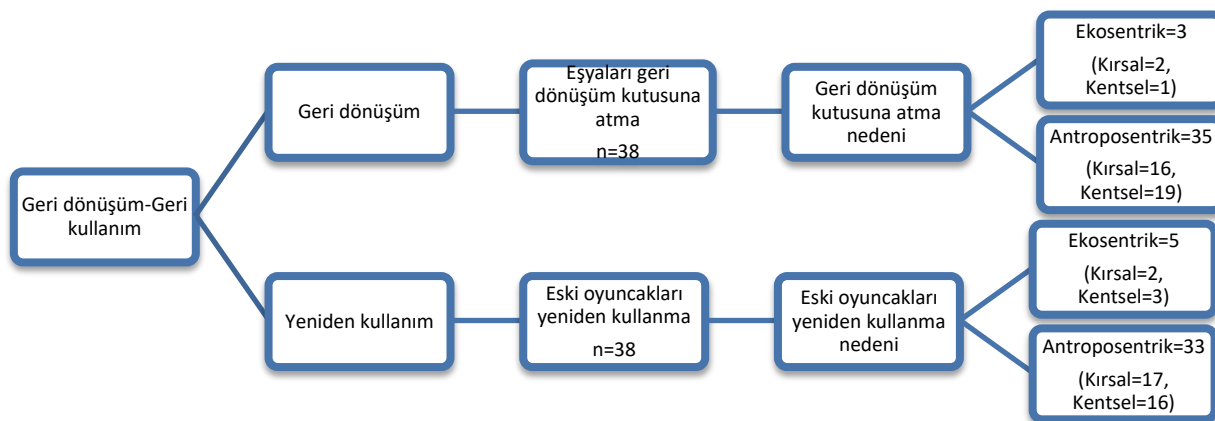 Geri dönüşüm-Geri
kullanım
Geri dönüşüm
Eşyaları geri
dönüşüm kutusuna
atma
n=38
Geri dönüşüm
kutusuna atma
nedeni
Ekosentrik=3
(Kırsal=2,
Kentsel=1)
Antroposentrik=35
(Kırsal=16,
Kentsel=19)
Yeniden kullanım
Eski oyuncakları
yeniden kullanma
n=38
Eski oyuncakları
yeniden kullanma
nedeni
Ekosentrik=5
(Kırsal=2,
Kentsel=3)
Antroposentrik=33
(Kırsal=17,
Kentsel=16)